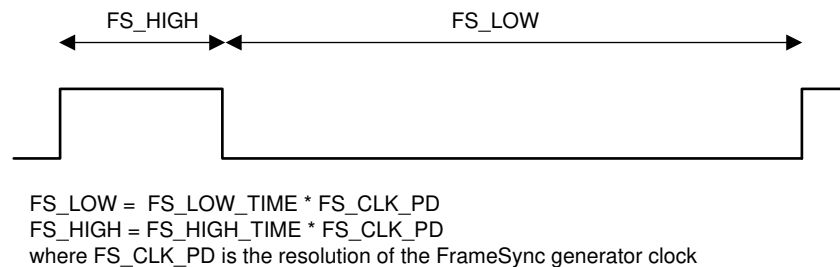 FS_HIGH FS_LOW
FS_LOW = FS_LOW_TIME * FS_CLK_PD
FS_HIGH = FS_HIGH_TIME * FS_CLK_PD
where FS_CLK_PD is the resolution of the FrameSync generator clock